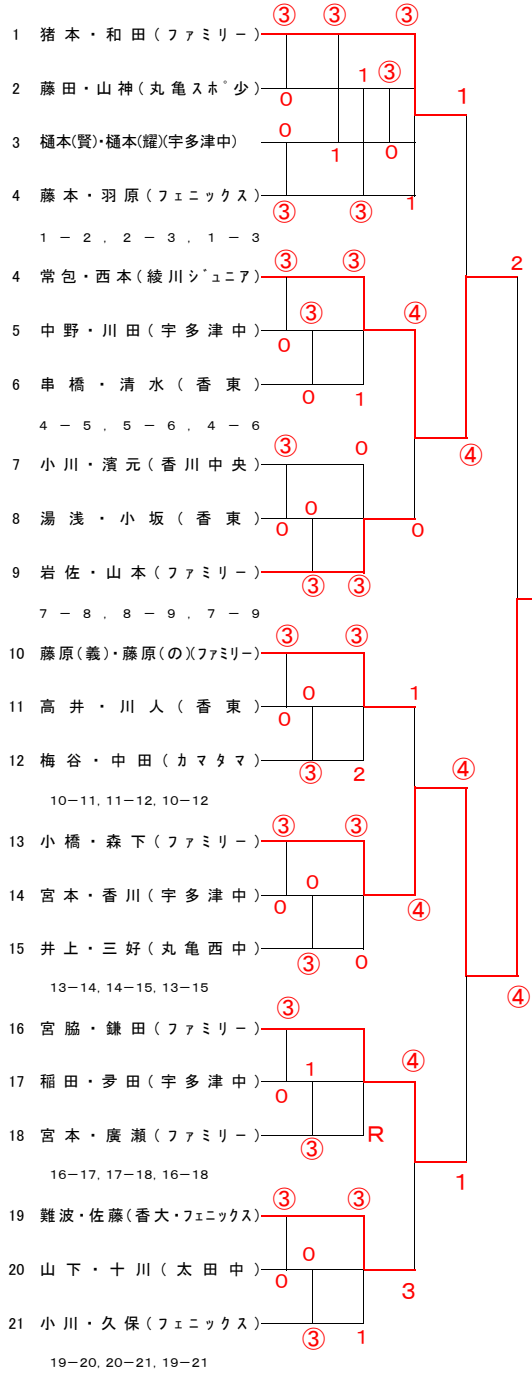 ③ ③ ③
1 猪本・和田(ファミリー)
2 藤田・山神(丸亀スポ少) 1 ③ 1
0 0
3 樋本(賢)・樋本(耀)(宇多津中) 1 0
4 藤本・羽原(フェニックス)
③ ③ 1
1－2，2－3，1－3
③ ③ 2
4 常包・西本(綾川ジュニア)
③ ④
5 中野・川田(宇多津中)
0
6 串橋・清水(香東)
0 1
4－5，5－6，4－6
③ 0 ④
7 小川・濱元(香川中央)
0
8 湯浅・小坂(香東)
0 0
9 岩佐・山本(ファミリー)
③ ③
7－8，8－9，7－9
③ ③
10 藤原(義)・藤原(の)(ファミリー)
0 1
11 高井・川人(香東)
0
12 梅谷・中田(カマタマ)
③ 2 ④
10－11，11－12，10－12
③ ③
13 小橋・森下(ファミリー)
0
14 宮本・香川(宇多津中)
0 ④
15 井上・三好(丸亀西中)
③ 0
13－14，14－15，13－15
③ ④
16 宮脇・鎌田(ファミリー)
1 ④
17 稲田・夛田(宇多津中)
0
18 宮本・廣瀬(ファミリー) R
③
16－17，17－18，16－18 1
③ ③
19 難波・佐藤(香大・フェニックス)
0
20 山下・十川(太田中)
0 3
21 小川・久保(フェニックス)
③ 1
19－20，20－21，19－21